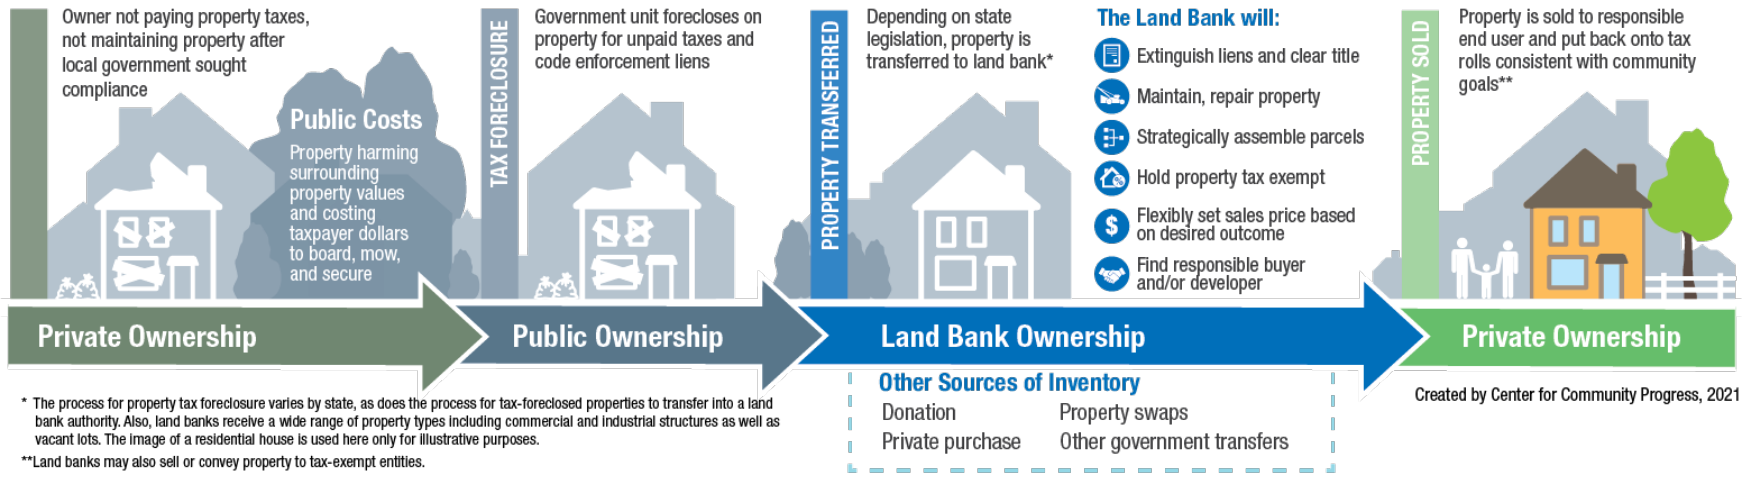 Owner not paying property taxes,
not maintaining property after
local government sought
compliance
Public Costs
Property harming
surrounding
property values
and costing
taxpayer dollars
to board, mow,
and secure
TAX FORECLOSURE
Government unit forecloses on
property for unpaid taxes and
code enforcement liens
PROPERTY TRANSFERRED
Depending on state
legislation, property is
transferred to land bank*
The Land Bank will:
Extinguish liens and clear title
Maintain, repair property
Strategically assemble parcels
Hold property tax exempt
$
Flexibly set sales price based
on desired outcome
Find responsible buyer
and/or developer
PROPERTY SOLD
Property is sold to responsible
end user and put back onto tax
rolls consistent with community
goals**
Private Ownership
Public Ownership
Land Bank Ownership
Private Ownership
Other Sources of Inventory
Donation
Property swaps
Private purchase
Other government transfers
Created by Center for Community Progress, 2021
* The process for property tax foreclosure varies by state, as does the process for tax-foreclosed properties to transfer into a land
bank authority. Also, land banks receive a wide range of property types including commercial and industrial structures as well as
vacant lots. The image of a residential house is used here only for illustrative purposes.
**Land banks may also sell or convey property to tax-exempt entities.